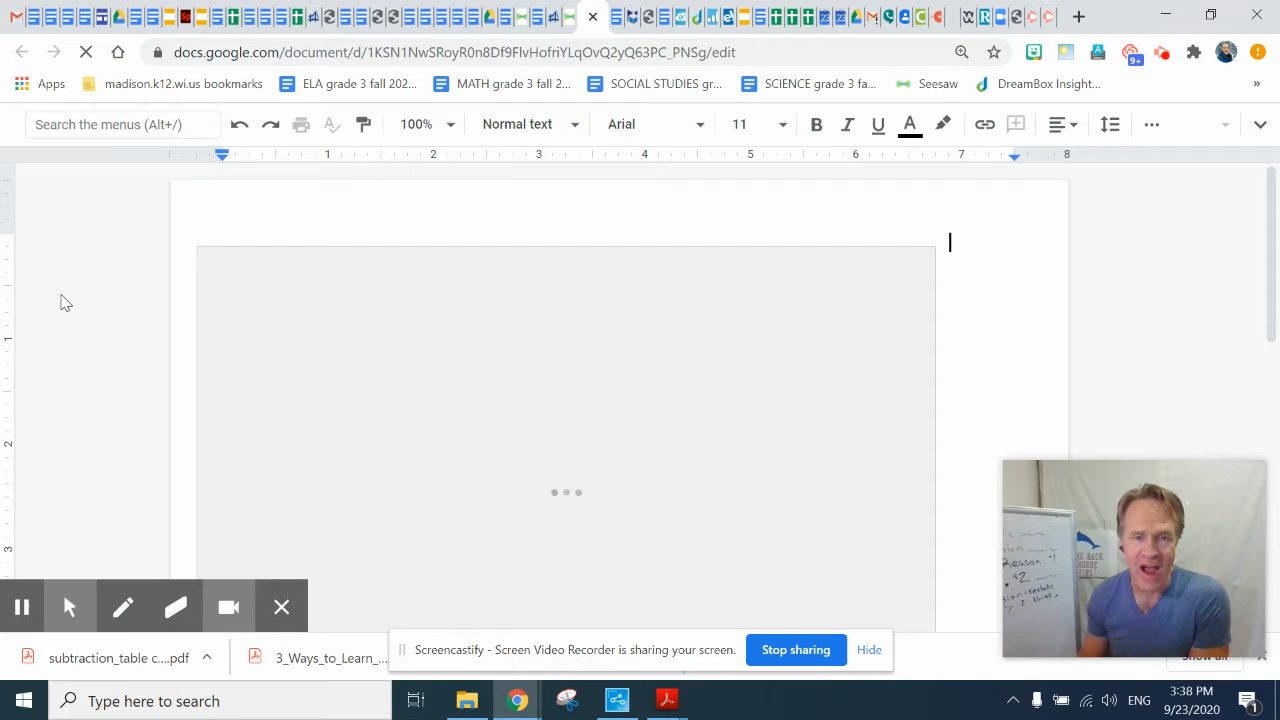 docs.google.com/document/d/1KSN1NwSRoyR0n8Df9FlvHofriYLqOvQ2yQ63PC_PNSg/edit
9+
Apps
madison.k12.wi.us bookmarks
ELA grade 3 fall 202...
MATH grade 3 fall 2...
SOCIAL STUDIES gr...
SCIENCE grade 3 fa...
Seesaw
DreamBox Insight...
»
Search the menus (Alt+/)
100%
Normal text
Arial
11
B
I
U
A
1
2
3
4
5
6
7
8
1
2
3
Reason
I think.
Screencastify - Screen Video Recorder is sharing your screen.
Stop sharing
Hide
subtraction_table c....pdf
3_Ways_to_Learn_...
Type here to search
ENG
3:38 PM
9/23/2020
1